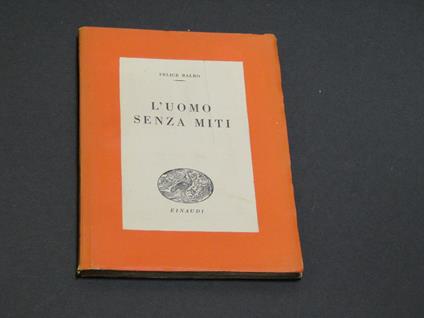 FELICE BALBO
L'UOMO
SENZA MITI
EINAUDI